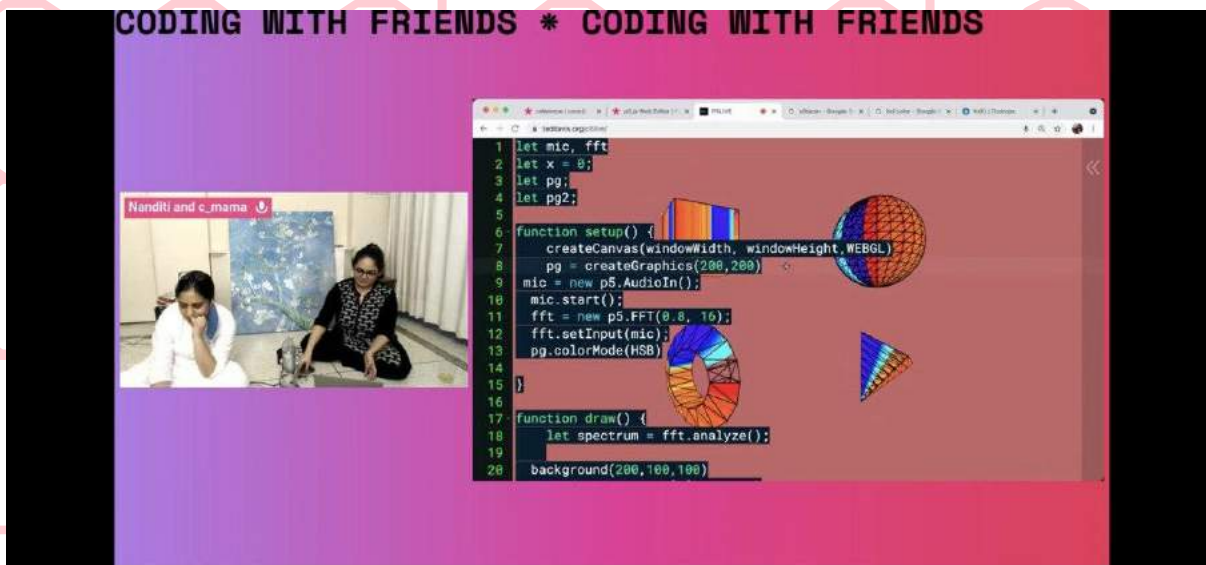 CODING WITH FRIENDS * CODING WITH FRIENDS
Nanditi and c_mama
P5LIVE
1 let mic, fft
2 let x = 0;
3 let pg;
4 let pg2;
5
6 function setup() {
7 createCanvas(windowWidth, windowHeight,WEBGL)
8 pg = createGraphics(200,200)
9 mic = new p5.AudioIn();
10 mic.start();
11 fft = new p5.FFT(0.8, 16);
12 fft.setInput(mic);
13 pg.colorMode(HSB)
14
15 }
16
17 function draw() {
18 let spectrum = fft.analyze();
19
20 background(200,100,100)